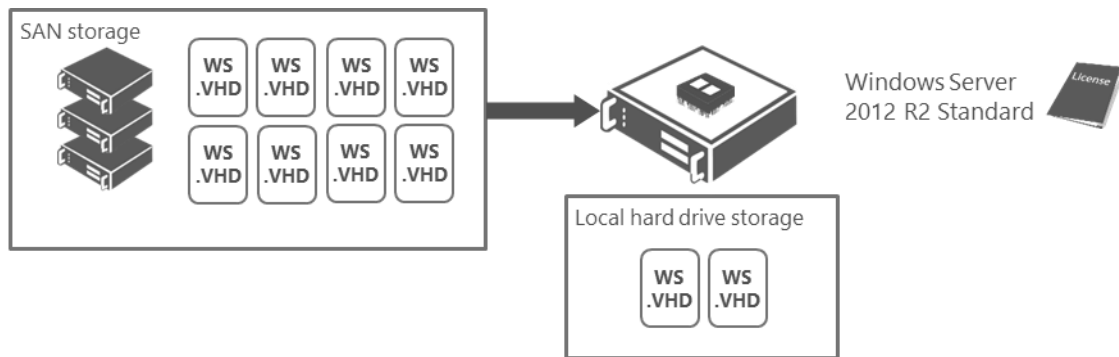 SAN storage
WS
.VHD
WS
.VHD
WS
.VHD
WS
.VHD
WS
.VHD
WS
.VHD
WS
.VHD
WS
.VHD
Windows Server
2012 R2 Standard
License
Local hard drive storage
WS
.VHD
WS
.VHD